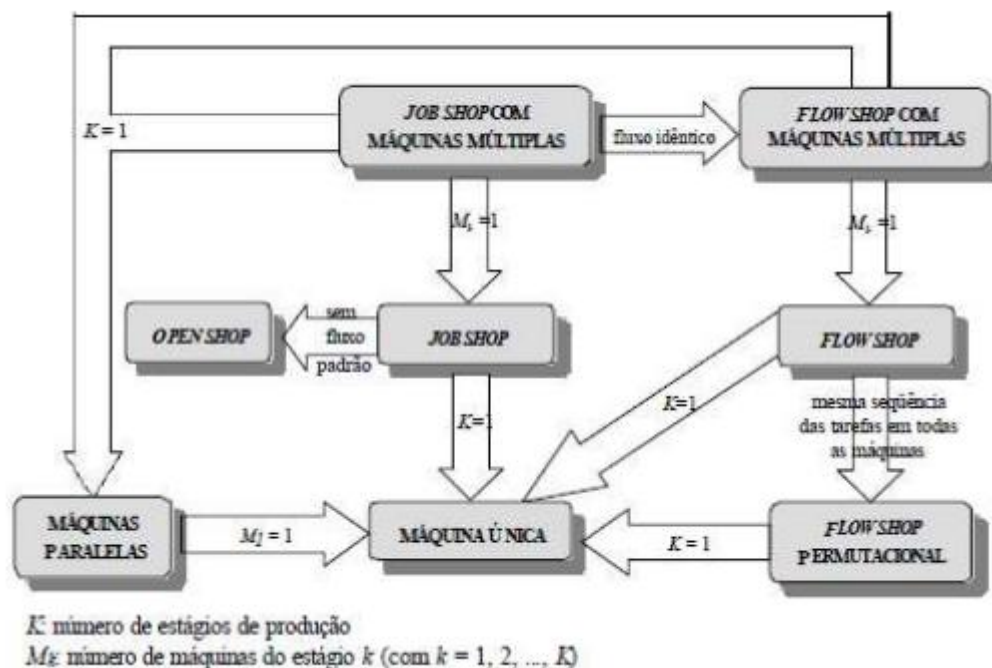 K = 1
JOB SHOP COM
MÁQUINAS MÚLTIPLAS
fluxo idêntico
FLOW SHOP COM
MÁQUINAS MÚLTIPLAS
Mₖ =1
Mₖ =1
OPEN SHOP
sem
fluxo
padrão
JOB SHOP
FLOW SHOP
K=1
K=1
mesma seqüência
das tarefas em todas
as máquinas
MÁQUINAS
PARALELAS
M₁ = 1
MÁQUINA ÚNICA
K = 1
FLOW SHOP
PERMUTACIONAL
K: número de estágios de produção
Mₖ: número de máquinas do estágio k (com k = 1, 2, ..., K)